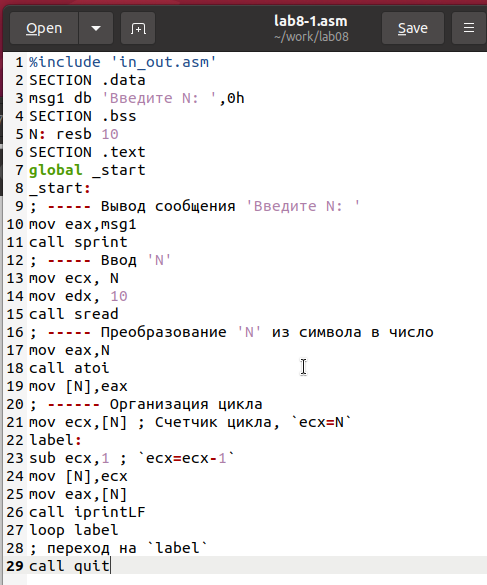 Open
lab8-1.asm
~/work/lab08
Save
1 %include 'in_out.asm'
2 SECTION .data
3 msg1 db 'Введите N: ',0h
4 SECTION .bss
5 N: resb 10
6 SECTION .text
7 global _start
8 _start:
9 ; ----- Вывод сообщения 'Введите N: '
10 mov eax,msg1
11 call sprint
12 ; ----- Ввод 'N'
13 mov ecx, N
14 mov edx, 10
15 call sread
16 ; ----- Преобразование 'N' из символа в число
17 mov eax,N
18 call atoi
19 mov [N],eax
20 ; ------ Организация цикла
21 mov ecx,[N] ; Счетчик цикла, `ecx=N`
22 label:
23 sub ecx,1 ; `ecx=ecx-1`
24 mov [N],ecx
25 mov eax,[N]
26 call iprintLF
27 loop label
28 ; переход на `label`
29 call quit